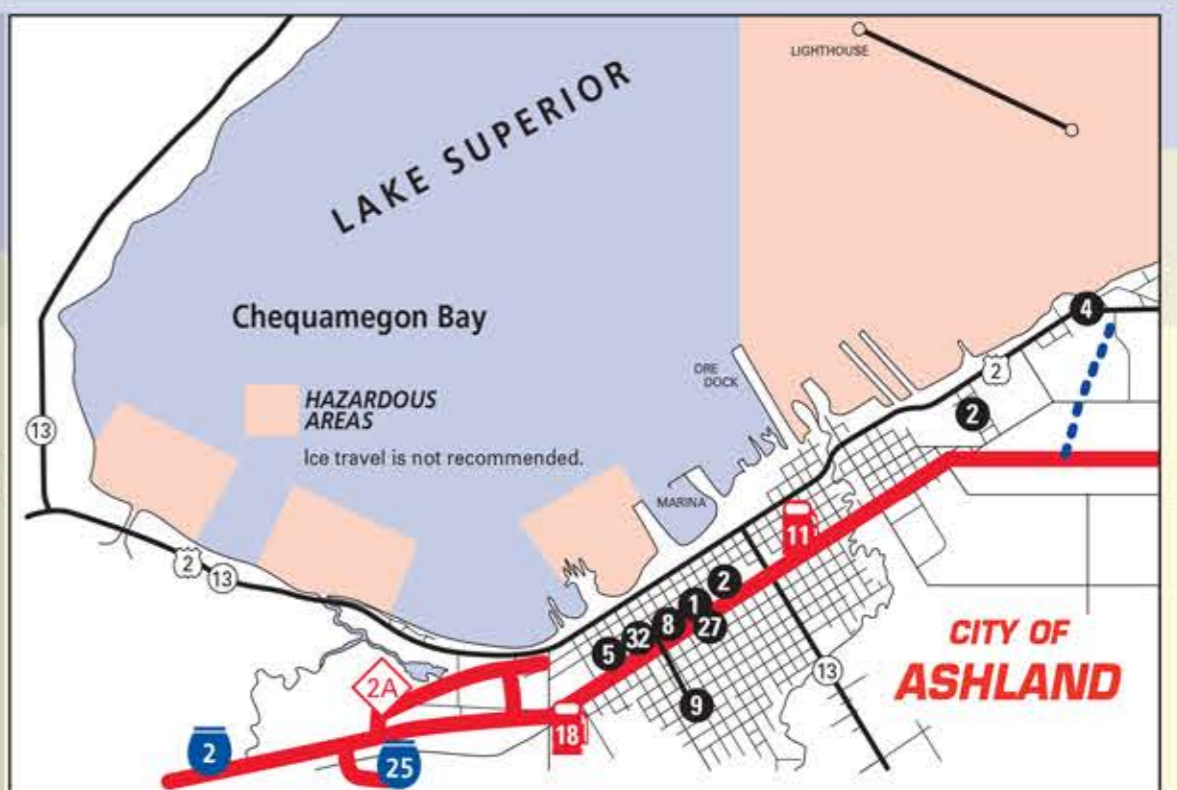 LIGHTHOUSE
LAKE SUPERIOR
Chequamegon Bay
4
ORE
DOCK
2
HAZARDOUS
AREAS
2
13
Ice travel is not recommended.
MARINA
11
2
13
2
1
8
27
32
5
CITY OF
ASHLAND
13
2A
9
18
2
25